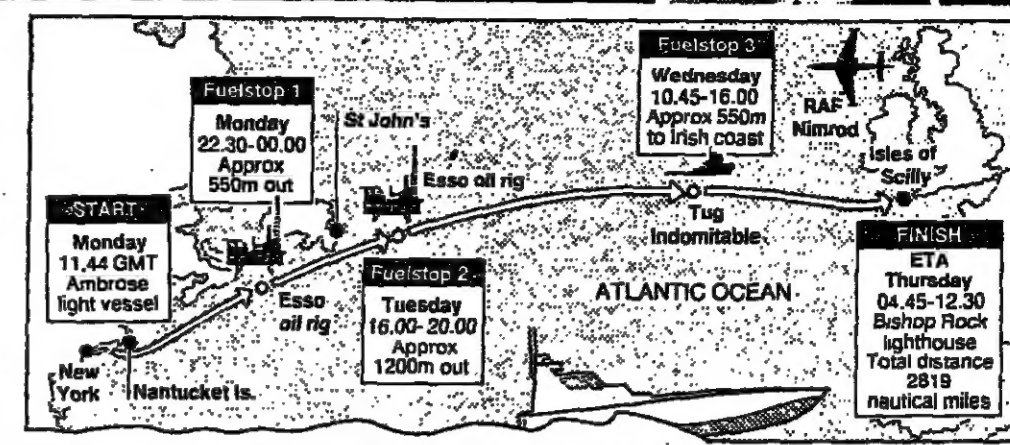 START
Monday
11.44 GMT
Ambrose
light vessel
New
York
Nantucket Is.
Fuelstop 1
Monday
22.30-00.00
Approx
550m out
Esso
oil rig
St John's
Esso oil rig
Fuelstop 2
Tuesday
16.00-20.00
Approx
1200m out
Fuelstop 3
Wednesday
10.45-16.00
Approx 550m
to Irish coast
Tug
Indomitable
ATLANTIC OCEAN
RAF
Nimrod
Isles of
Scilly
FINISH
ETA
Thursday
04.45-12.30
Bishop Rock
lighthouse
Total distance
2819
nautical miles